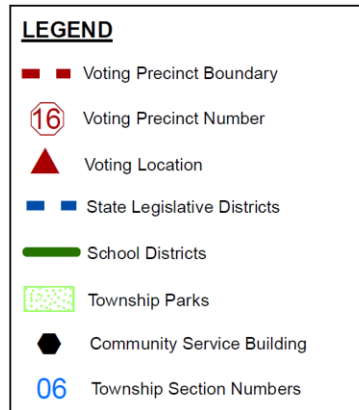 LEGEND
Voting Precinct Boundary
16 Voting Precinct Number
Voting Location
State Legislative Districts
School Districts
Township Parks
Community Service Building
06 Township Section Numbers